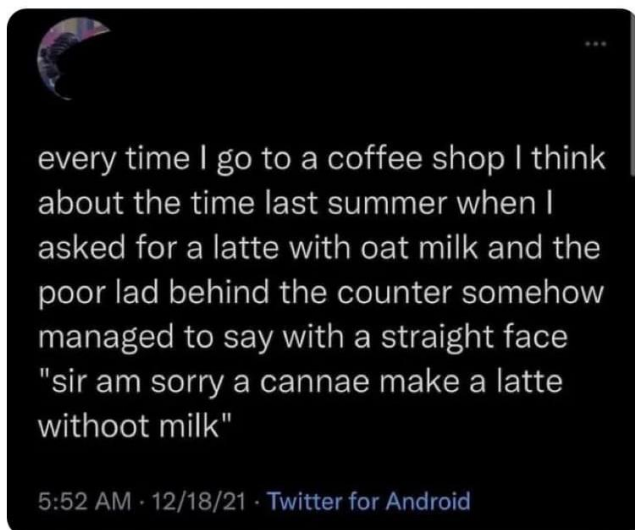 every time I go to a coffee shop I think
about the time last summer when I
asked for a latte with oat milk and the
poor lad behind the counter somehow
managed to say with a straight face
"sir am sorry a cannae make a latte
withoot milk"
5:52 AM · 12/18/21 · Twitter for Android